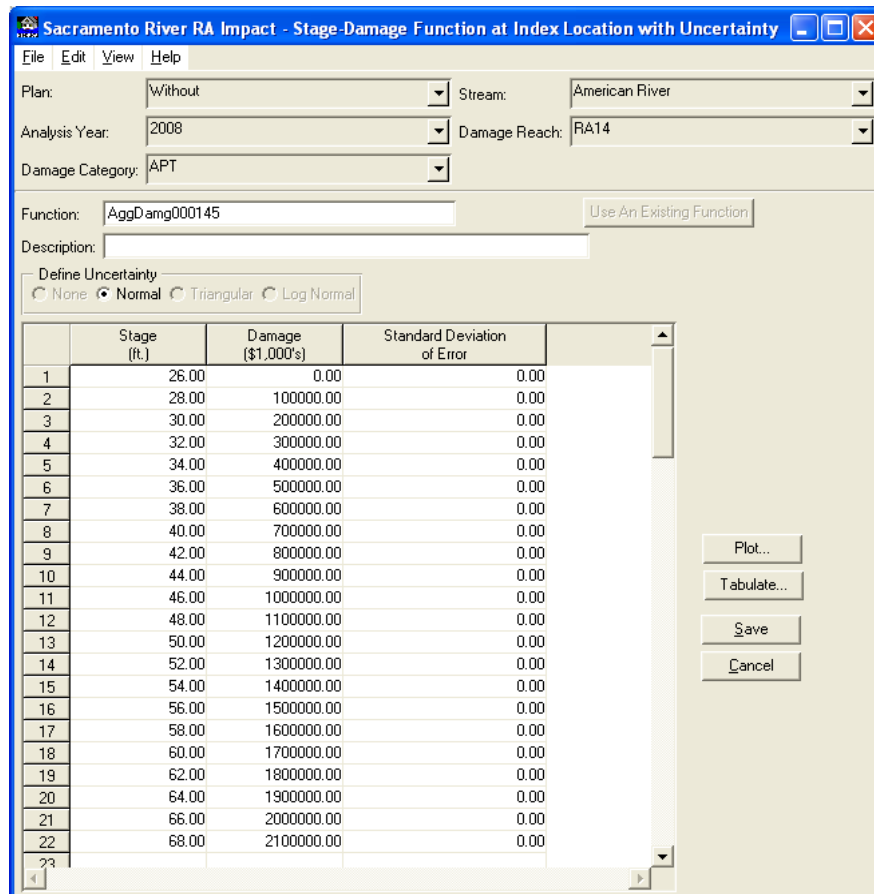 Sacramento River RA Impact - Stage-Damage Function at Index Location with Uncertainty
File Edit View Help
Plan: Without Stream: American River
Analysis Year: 2008 Damage Reach: RA14
Damage Category: APT
Function: AggDamg000145 Use An Existing Function
Description:
Define Uncertainty
None Normal Triangular Log Normal
Stage (ft.) Damage ($1,000's) Standard Deviation of Error
1 26.00 0.00 0.00
2 28.00 100000.00 0.00
3 30.00 200000.00 0.00
4 32.00 300000.00 0.00
5 34.00 400000.00 0.00
6 36.00 500000.00 0.00
7 38.00 600000.00 0.00
8 40.00 700000.00 0.00
9 42.00 800000.00 0.00
10 44.00 900000.00 0.00
11 46.00 1000000.00 0.00
12 48.00 1100000.00 0.00
13 50.00 1200000.00 0.00
14 52.00 1300000.00 0.00
15 54.00 1400000.00 0.00
16 56.00 1500000.00 0.00
17 58.00 1600000.00 0.00
18 60.00 1700000.00 0.00
19 62.00 1800000.00 0.00
20 64.00 1900000.00 0.00
21 66.00 2000000.00 0.00
22 68.00 2100000.00 0.00
23
Plot...
Tabulate...
Save
Cancel